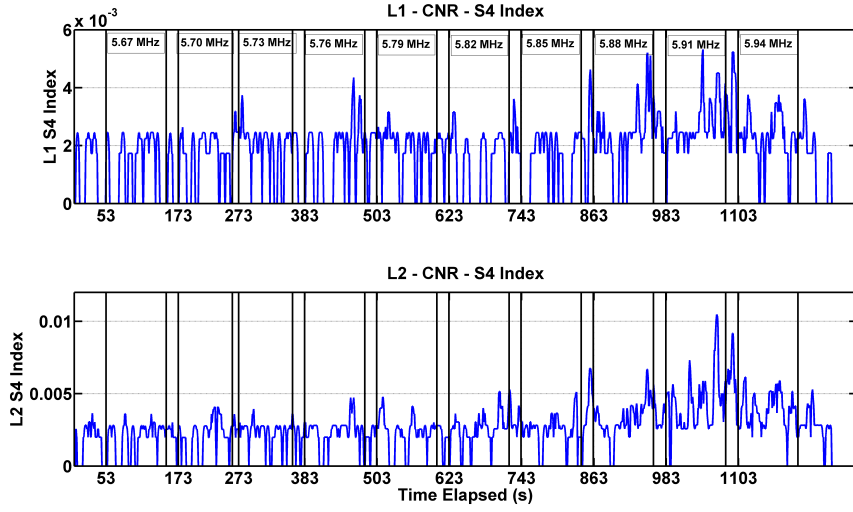 L1 - CNR - S4 Index
6 x 10⁻³
5.67 MHz 5.70 MHz 5.73 MHz 5.76 MHz 5.79 MHz 5.82 MHz 5.85 MHz 5.88 MHz 5.91 MHz 5.94 MHz
4
L1 S4 Index
2
0
53 173 273 383 503 623 743 863 983 1103
L2 - CNR - S4 Index
0.01
L2 S4 Index
0.005
0
53 173 273 383 503 623 743 863 983 1103
Time Elapsed (s)